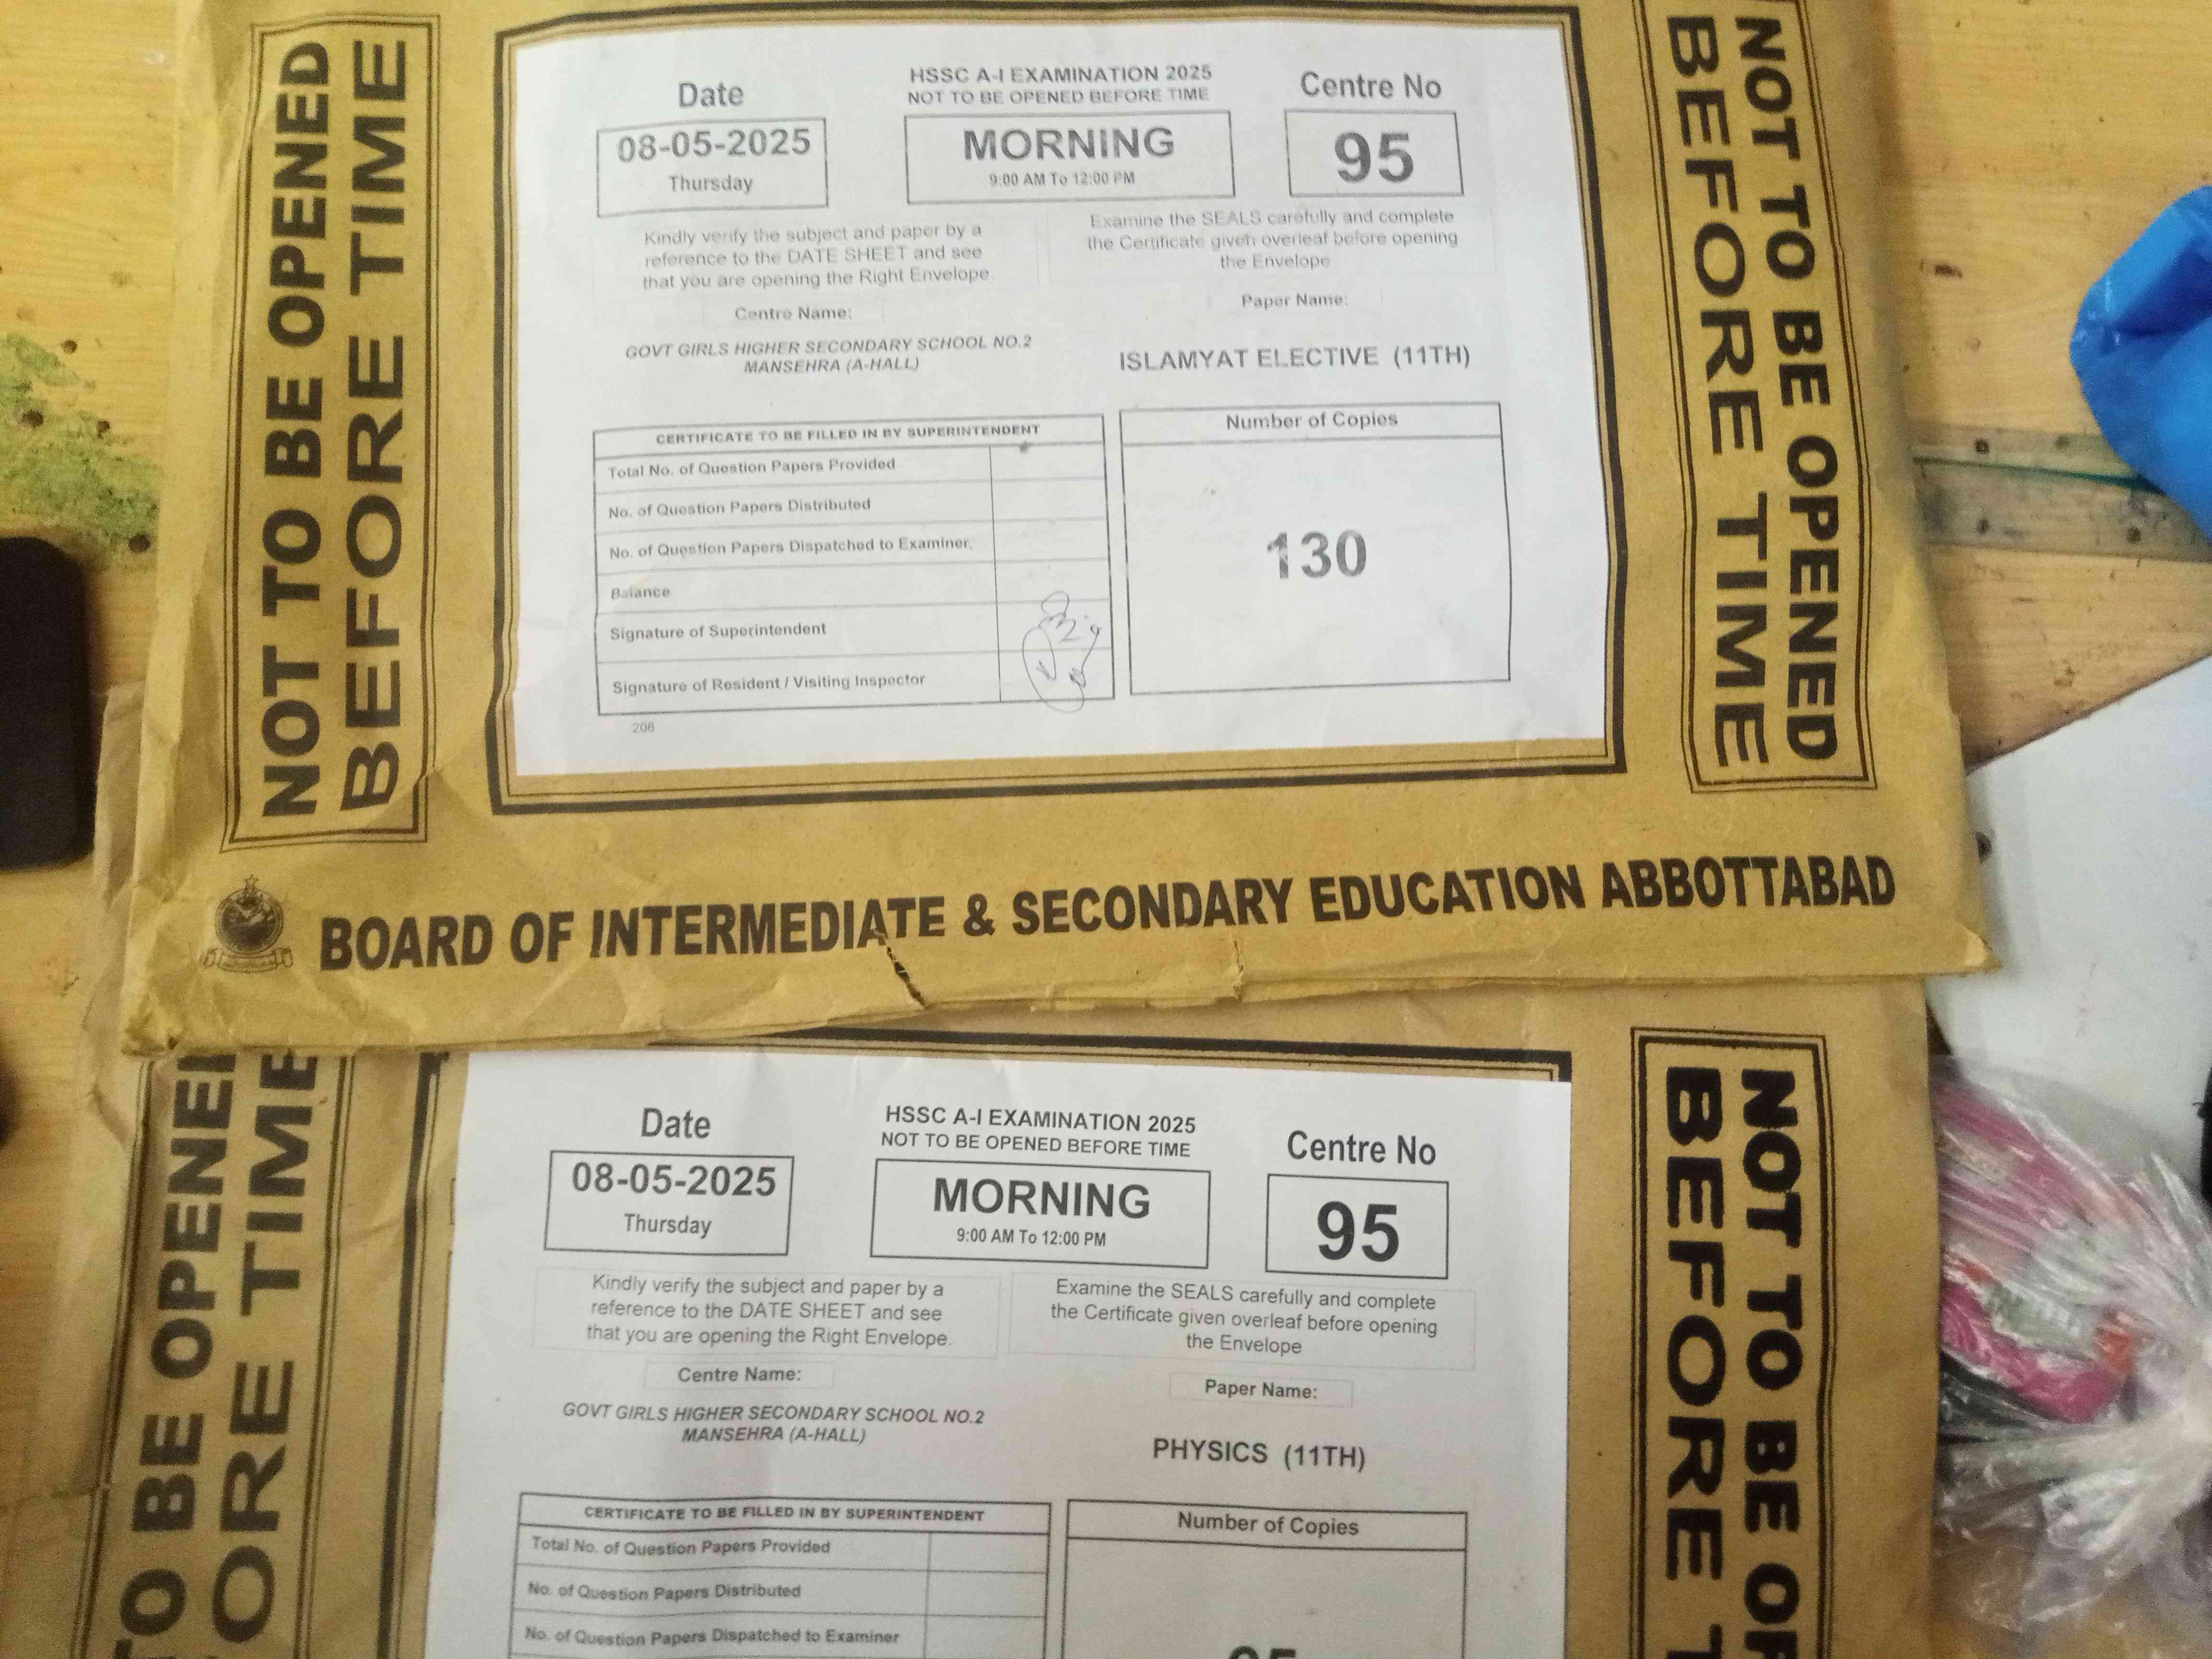 NOT TO BE OPENED
BEFORE TIME
Date
08-05-2025
Thursday
HSSC A-I EXAMINATION 2025
NOT TO BE OPENED BEFORE TIME
MORNING
9:00 AM To 12:00 PM
Centre No
95
Kindly verify the subject and paper by a
reference to the DATE SHEET and see
that you are opening the Right Envelope.
Examine the SEALS carefully and complete
the Certificate given overleaf before opening
the Envelope
Centre Name:
GOVT GIRLS HIGHER SECONDARY SCHOOL NO.2
MANSEHRA (A-HALL)
Paper Name:
ISLAMYAT ELECTIVE (11TH)
CERTIFICATE TO BE FILLED IN BY SUPERINTENDENT
Total No. of Question Papers Provided
No. of Question Papers Distributed
No. of Question Papers Dispatched to Examiner
Balance
Signature of Superintendent
Signature of Resident / Visiting Inspector
206
Number of Copies
130
NOT TO BE OPENED
BEFORE TIME
BOARD OF INTERMEDIATE & SECONDARY EDUCATION ABBOTTABAD
TO BE OPENE
ORE TIME
Date
08-05-2025
Thursday
HSSC A-I EXAMINATION 2025
NOT TO BE OPENED BEFORE TIME
MORNING
9:00 AM To 12:00 PM
Centre No
95
Kindly verify the subject and paper by a
reference to the DATE SHEET and see
that you are opening the Right Envelope.
Examine the SEALS carefully and complete
the Certificate given overleaf before opening
the Envelope
Centre Name:
GOVT GIRLS HIGHER SECONDARY SCHOOL NO.2
MANSEHRA (A-HALL)
Paper Name:
PHYSICS (11TH)
CERTIFICATE TO BE FILLED IN BY SUPERINTENDENT
Total No. of Question Papers Provided
No. of Question Papers Distributed
No. of Question Papers Dispatched to Examiner
Number of Copies
NOT TO BE OP
BEFORE T